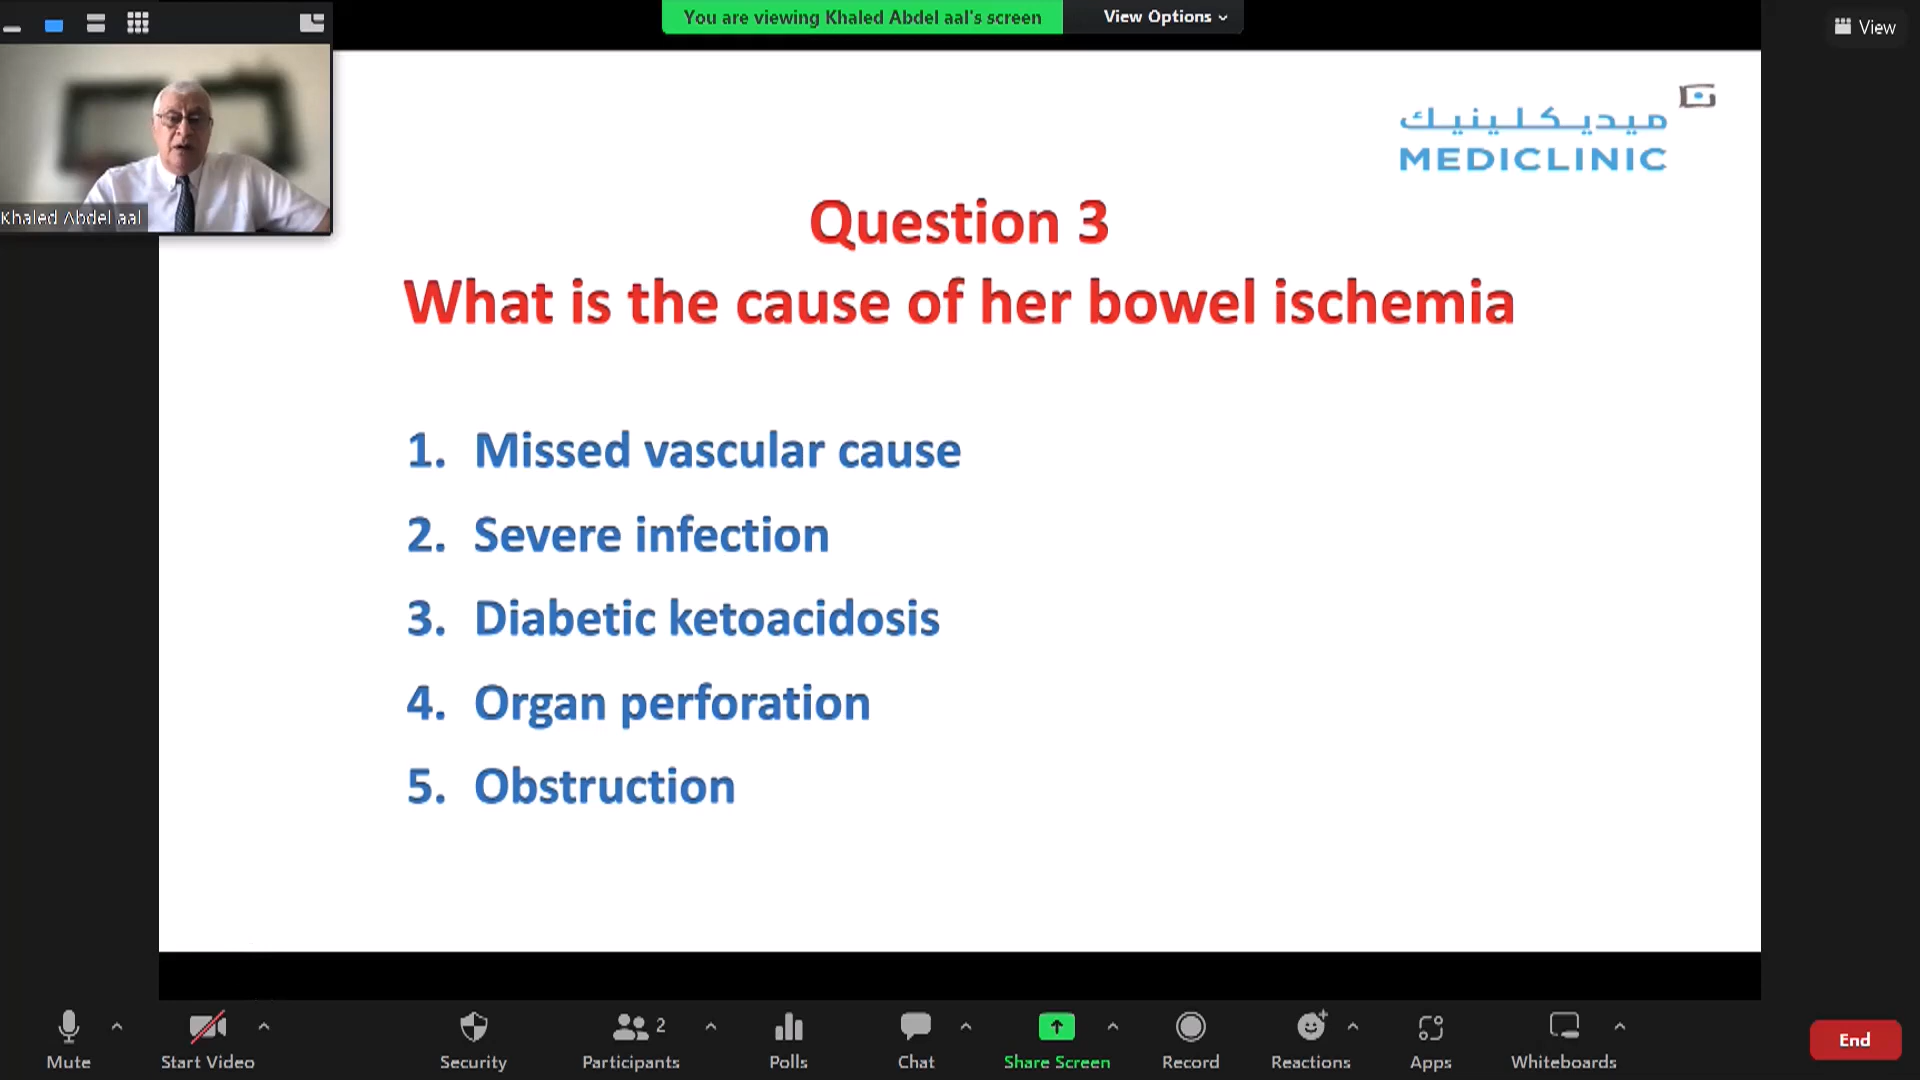 You are viewing Khaled Abdel aal's screen
View Options
View
Khaled Abdel aal
ميديكلينيك
MEDICLINIC
Question 3
What is the cause of her bowel ischemia
1. Missed vascular cause
2. Severe infection
3. Diabetic ketoacidosis
4. Organ perforation
5. Obstruction
2
Mute
Start Video
Security
Participants
Polls
Chat
Share Screen
Record
Reactions
Apps
Whiteboards
End